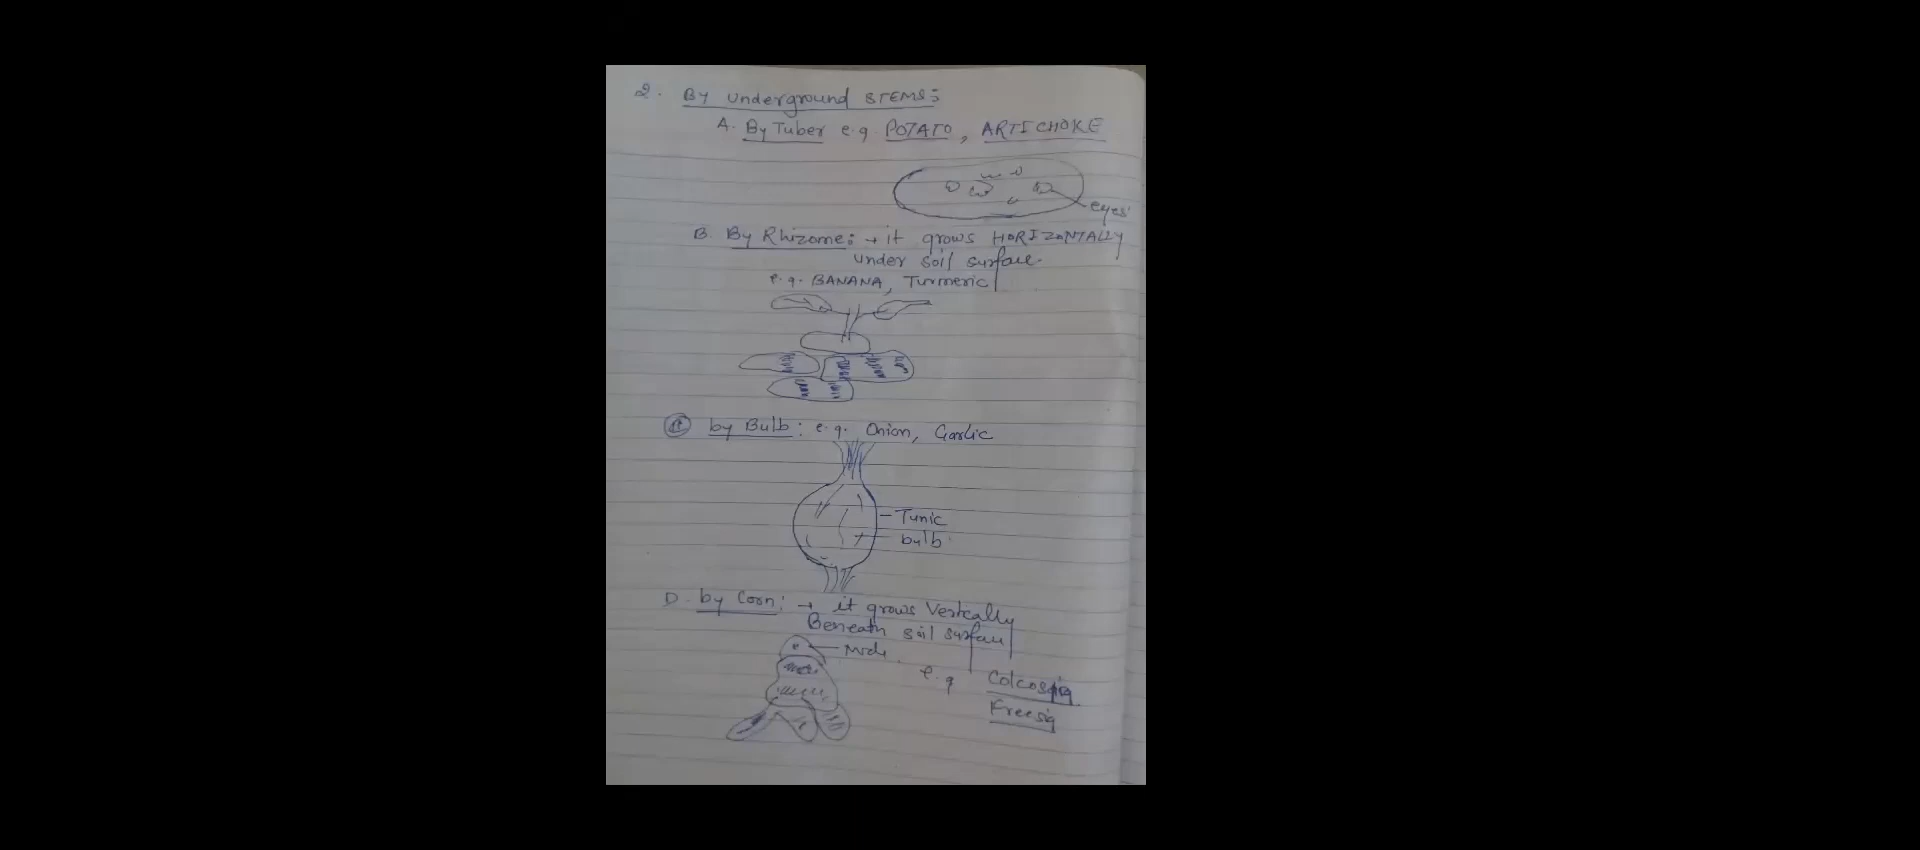 2. By Underground STEMS:
A. By Tuber e.g. POTATO, ARTICHOKE
eyes
B. By Rhizome: → it grows HORIZONTALLY
under soil surface.
e.g. BANANA, Turmeric
by Bulb: e.g. Onion, Garlic
Tunic
bulb
D. by Corm: → it grows Vertically
Beneath soil surface
Node
e.g Colcosia
Freesia